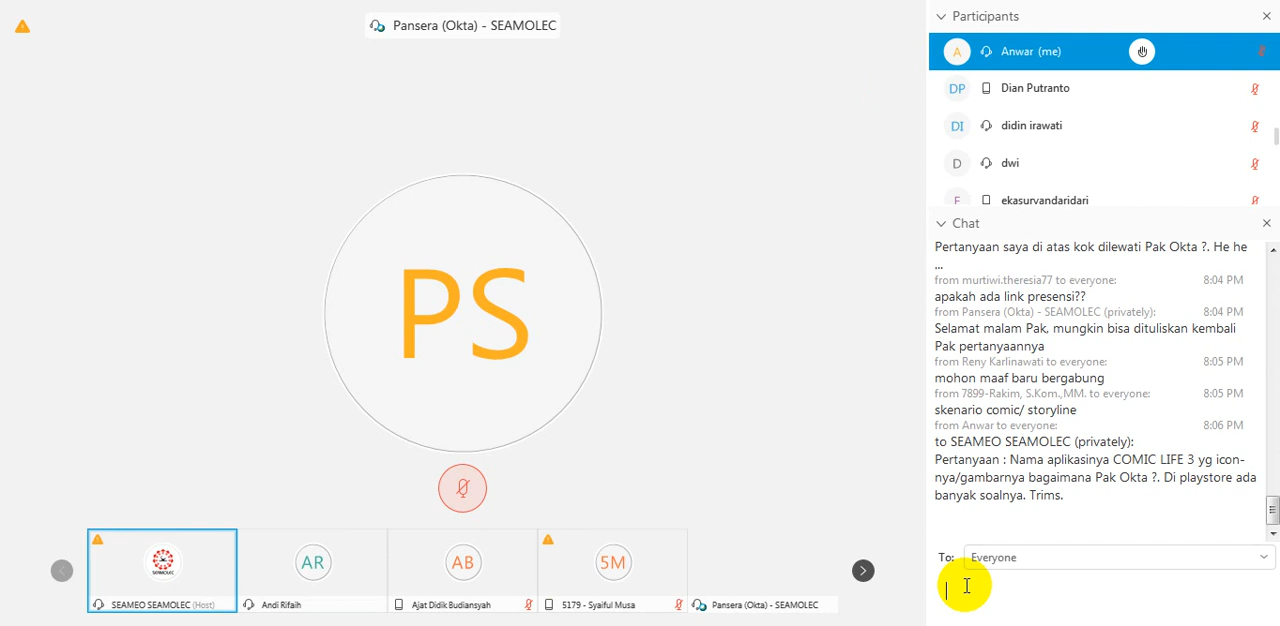 Pansera (Okta) - SEAMOLEC
PS
SEAMOLEC
SEAMEO SEAMOLEC (Host)
AR
Andi Rifaih
AB
Ajat Didik Budiansyah
5M
5179 - Syaiful Musa
Pansera (Okta) - SEAMOLEC
Participants
A
Anwar (me)
DP
Dian Putranto
DI
didin irawati
D
dwi
E
ekasuryandaridari
Chat
Pertanyaan saya di atas kok dilewati Pak Okta ?. He he
...
from murtiwi.theresia77 to everyone: 8:04 PM
apakah ada link presensi??
from Pansera (Okta) - SEAMOLEC (privately): 8:04 PM
Selamat malam Pak, mungkin bisa dituliskan kembali
Pak pertanyaannya
from Reny Karlinawati to everyone: 8:05 PM
mohon maaf baru bergabung
from 7899-Rakim, S.Kom.,MM. to everyone: 8:05 PM
skenario comic/ storyline
from Anwar to everyone: 8:06 PM
to SEAMEO SEAMOLEC (privately):
Pertanyaan : Nama aplikasinya COMIC LIFE 3 yg icon-
nya/gambarnya bagaimana Pak Okta ?. Di playstore ada
banyak soalnya. Trims.
To: Everyone